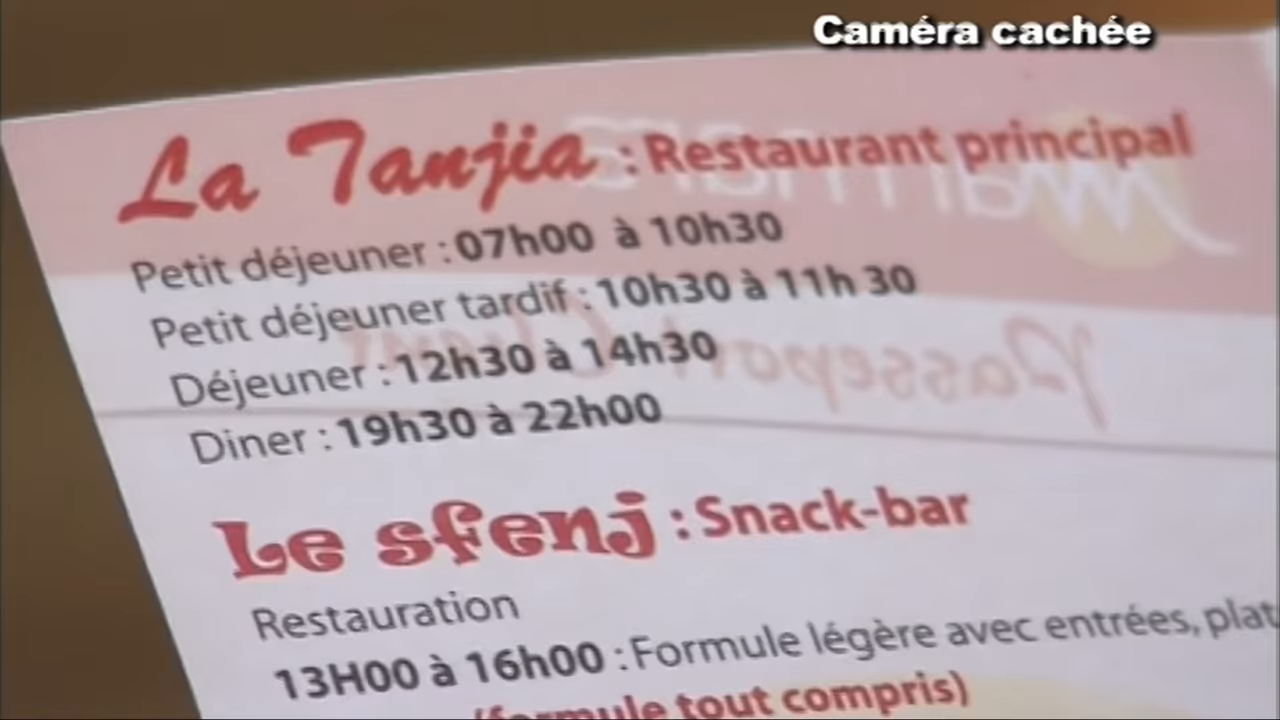 Caméra cachée
La Tanjia : Restaurant principal
Petit déjeuner : 07h00 à 10h30
Petit déjeuner tardif : 10h30 à 11h 30
Déjeuner : 12h30 à 14h30
Diner : 19h30 à 22h00
Le sfenj : Snack-bar
Restauration
13H00 à 16h00 : Formule légère avec entrées, plat
(formule tout compris)